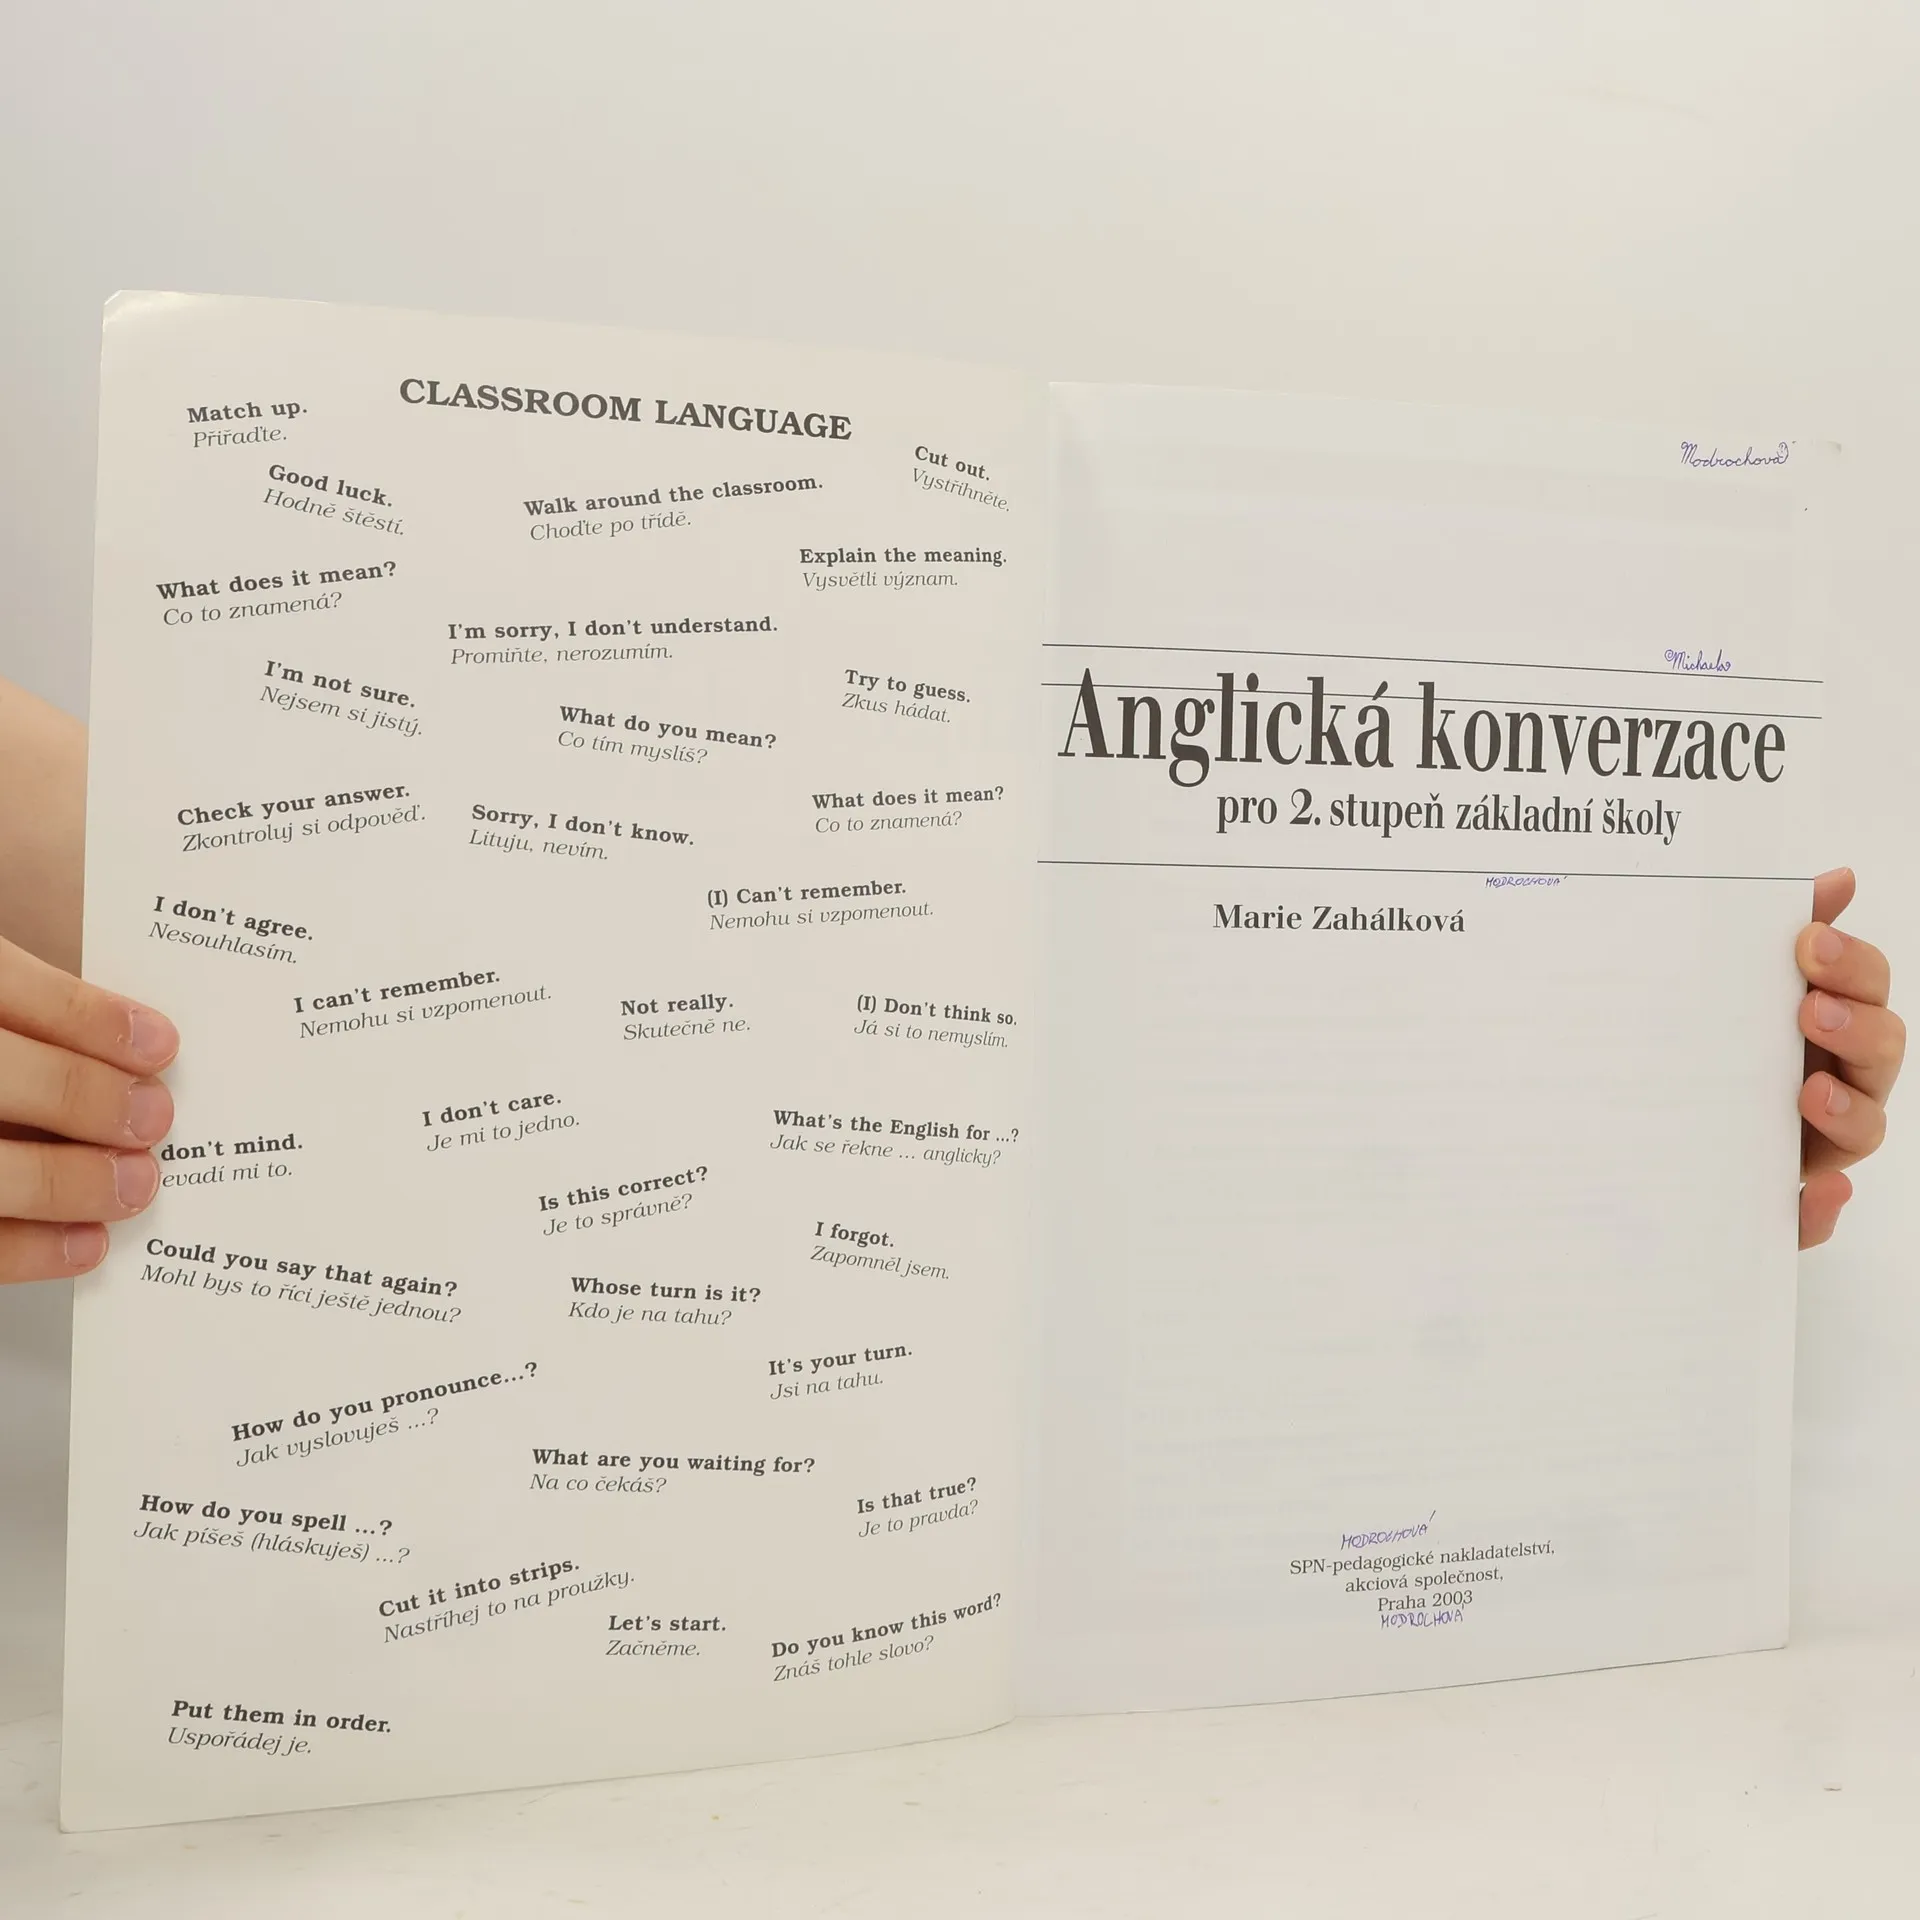 CLASSROOM LANGUAGE
Match up.
Přiřaďte.
Good luck.
Hodně štěstí.
Walk around the classroom.
Choďte po třídě.
Cut out.
Vystřihněte.
What does it mean?
Co to znamená?
Explain the meaning.
Vysvětli význam.
I'm sorry, I don't understand.
Promiňte, nerozumím.
I'm not sure.
Nejsem si jistý.
What do you mean?
Co tím myslíš?
Try to guess.
Zkus hádat.
Check your answer.
Zkontroluj si odpověď.
Sorry, I don't know.
Lituju, nevím.
What does it mean?
Co to znamená?
I don't agree.
Nesouhlasím.
(I) Can't remember.
Nemohu si vzpomenout.
I can't remember.
Nemohu si vzpomenout.
Not really.
Skutečně ne.
(I) Don't think so.
Já si to nemyslím.
don't mind.
evadí mi to.
I don't care.
Je mi to jedno.
What's the English for ...?
Jak se řekne ... anglicky?
Is this correct?
Je to správně?
I forgot.
Zapomněl jsem.
Could you say that again?
Mohl bys to říci ještě jednou?
Whose turn is it?
Kdo je na tahu?
It's your turn.
Jsi na tahu.
How do you pronounce...?
Jak vyslovuješ ...?
What are you waiting for?
Na co čekáš?
Is that true?
Je to pravda?
How do you spell ...?
Jak píšeš (hláskuješ) ...?
Cut it into strips.
Nastříhej to na proužky.
Let's start.
Začněme.
Do you know this word?
Znáš tohle slovo?
Put them in order.
Uspořádej je.
Modrochová
Michaela
Anglická konverzace
pro 2. stupeň základní školy
MODROCHOVÁ
Marie Zahálková
MODROCHOVÁ
SPN-pedagogické nakladatelství,
akciová společnost,
Praha 2003
MODROCHOVÁ